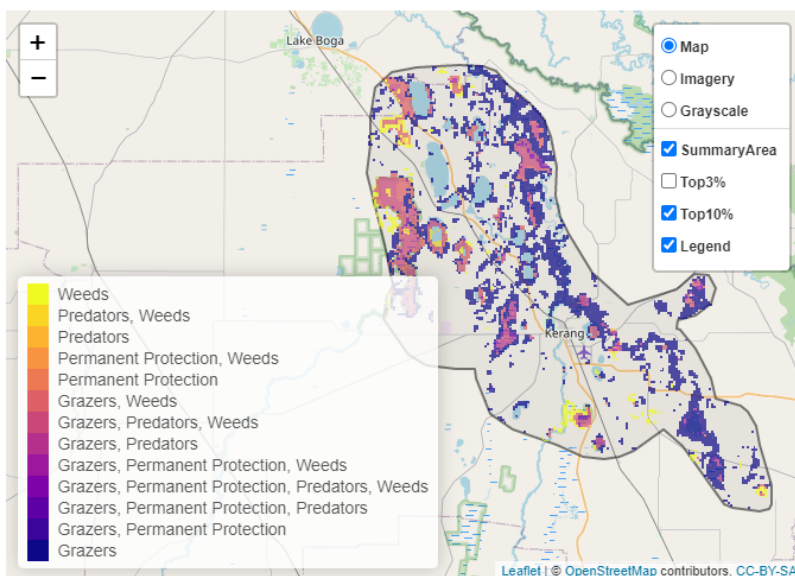 +
−
Lake Boga
Map
Imagery
Grayscale
SummaryArea
Top3%
Top10%
Legend
Kerang
Weeds
Predators, Weeds
Predators
Permanent Protection, Weeds
Permanent Protection
Grazers, Weeds
Grazers, Predators, Weeds
Grazers, Predators
Grazers, Permanent Protection, Weeds
Grazers, Permanent Protection, Predators, Weeds
Grazers, Permanent Protection, Predators
Grazers, Permanent Protection
Grazers
Leaflet | © OpenStreetMap contributors, CC-BY-SA